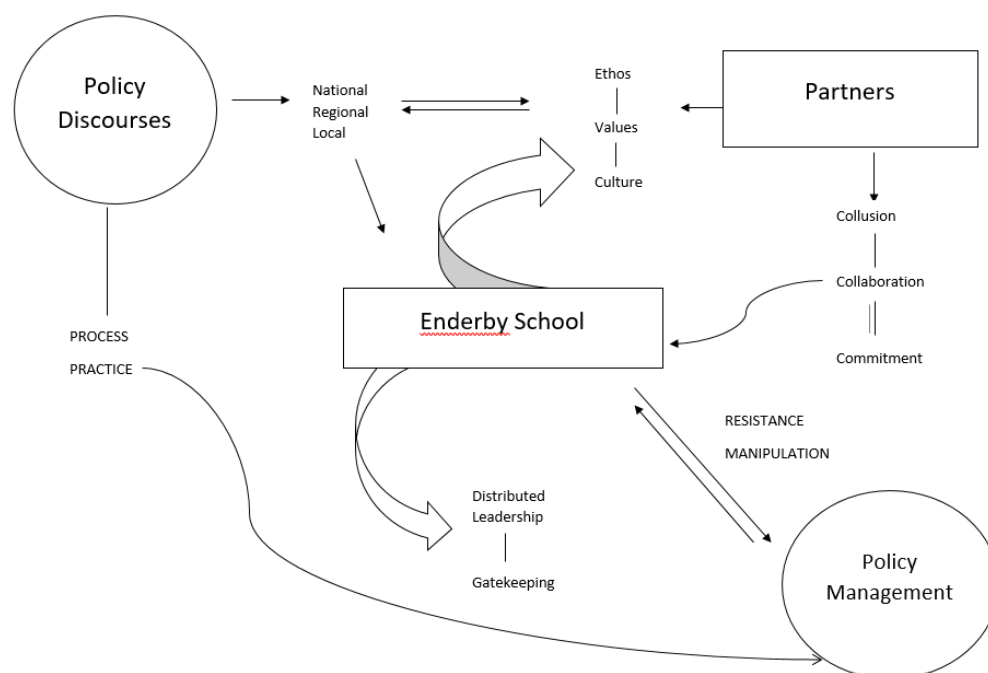 Policy
Discourses
National
Regional
Local
Ethos
Values
Culture
Partners
Collusion
Collaboration
Commitment
Enderby School
PROCESS
PRACTICE
RESISTANCE
MANIPULATION
Distributed
Leadership
Gatekeeping
Policy
Management